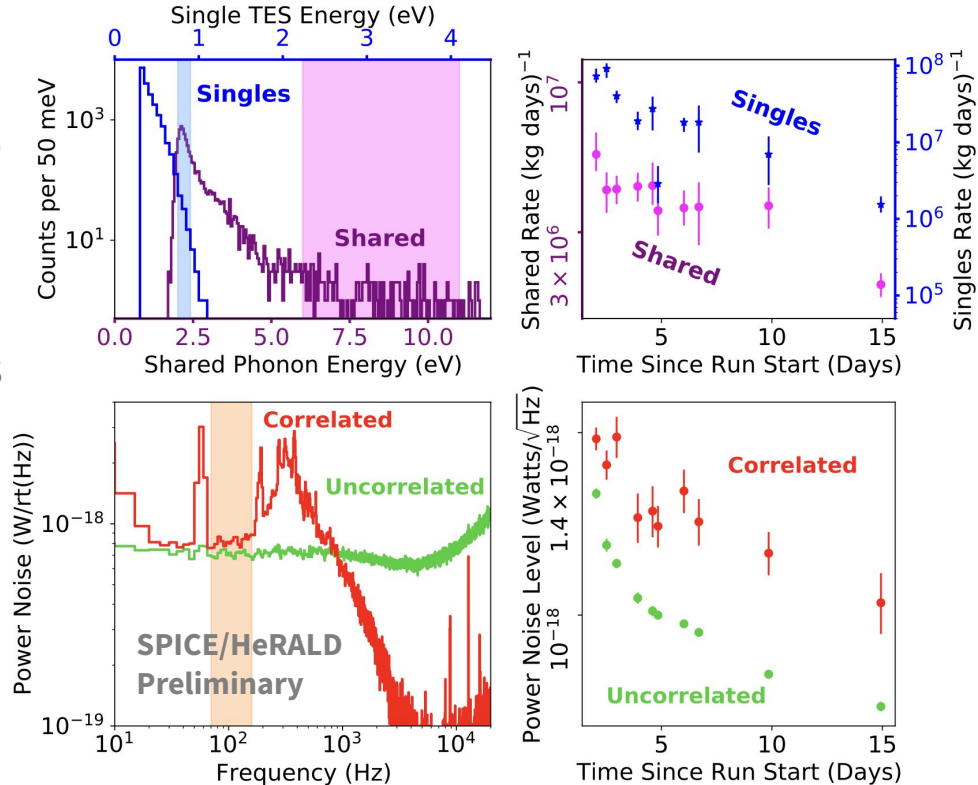 Single TES Energy (eV)
0 1 2 3 4
Counts per 50 meV
10³
10¹
Singles
Shared
0.0 2.5 5.0 7.5 10.0
Shared Phonon Energy (eV)
Shared Rate (kg days)⁻¹
10⁷
3 × 10⁶
Singles
Shared
10⁸
10⁷
10⁶
10⁵
Singles Rate (kg days)⁻¹
5 10 15
Time Since Run Start (Days)
Power Noise (W/rt(Hz))
10⁻¹⁸
10⁻¹⁹
Correlated
Uncorrelated
SPICE/HeRALD
Preliminary
10¹ 10² 10³ 10⁴
Frequency (Hz)
Power Noise Level (Watts/√Hz)
1.4 × 10⁻¹⁸
10⁻¹⁸
Correlated
Uncorrelated
5 10 15
Time Since Run Start (Days)